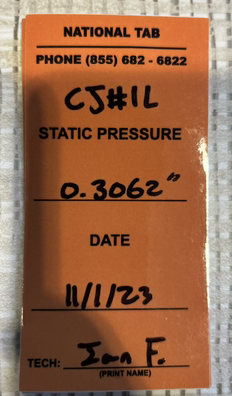 NATIONAL TAB
PHONE (855) 682 - 6822
CJ#1L
STATIC PRESSURE
0.3062"
DATE
11/1/23
TECH: Ian F.
(PRINT NAME)